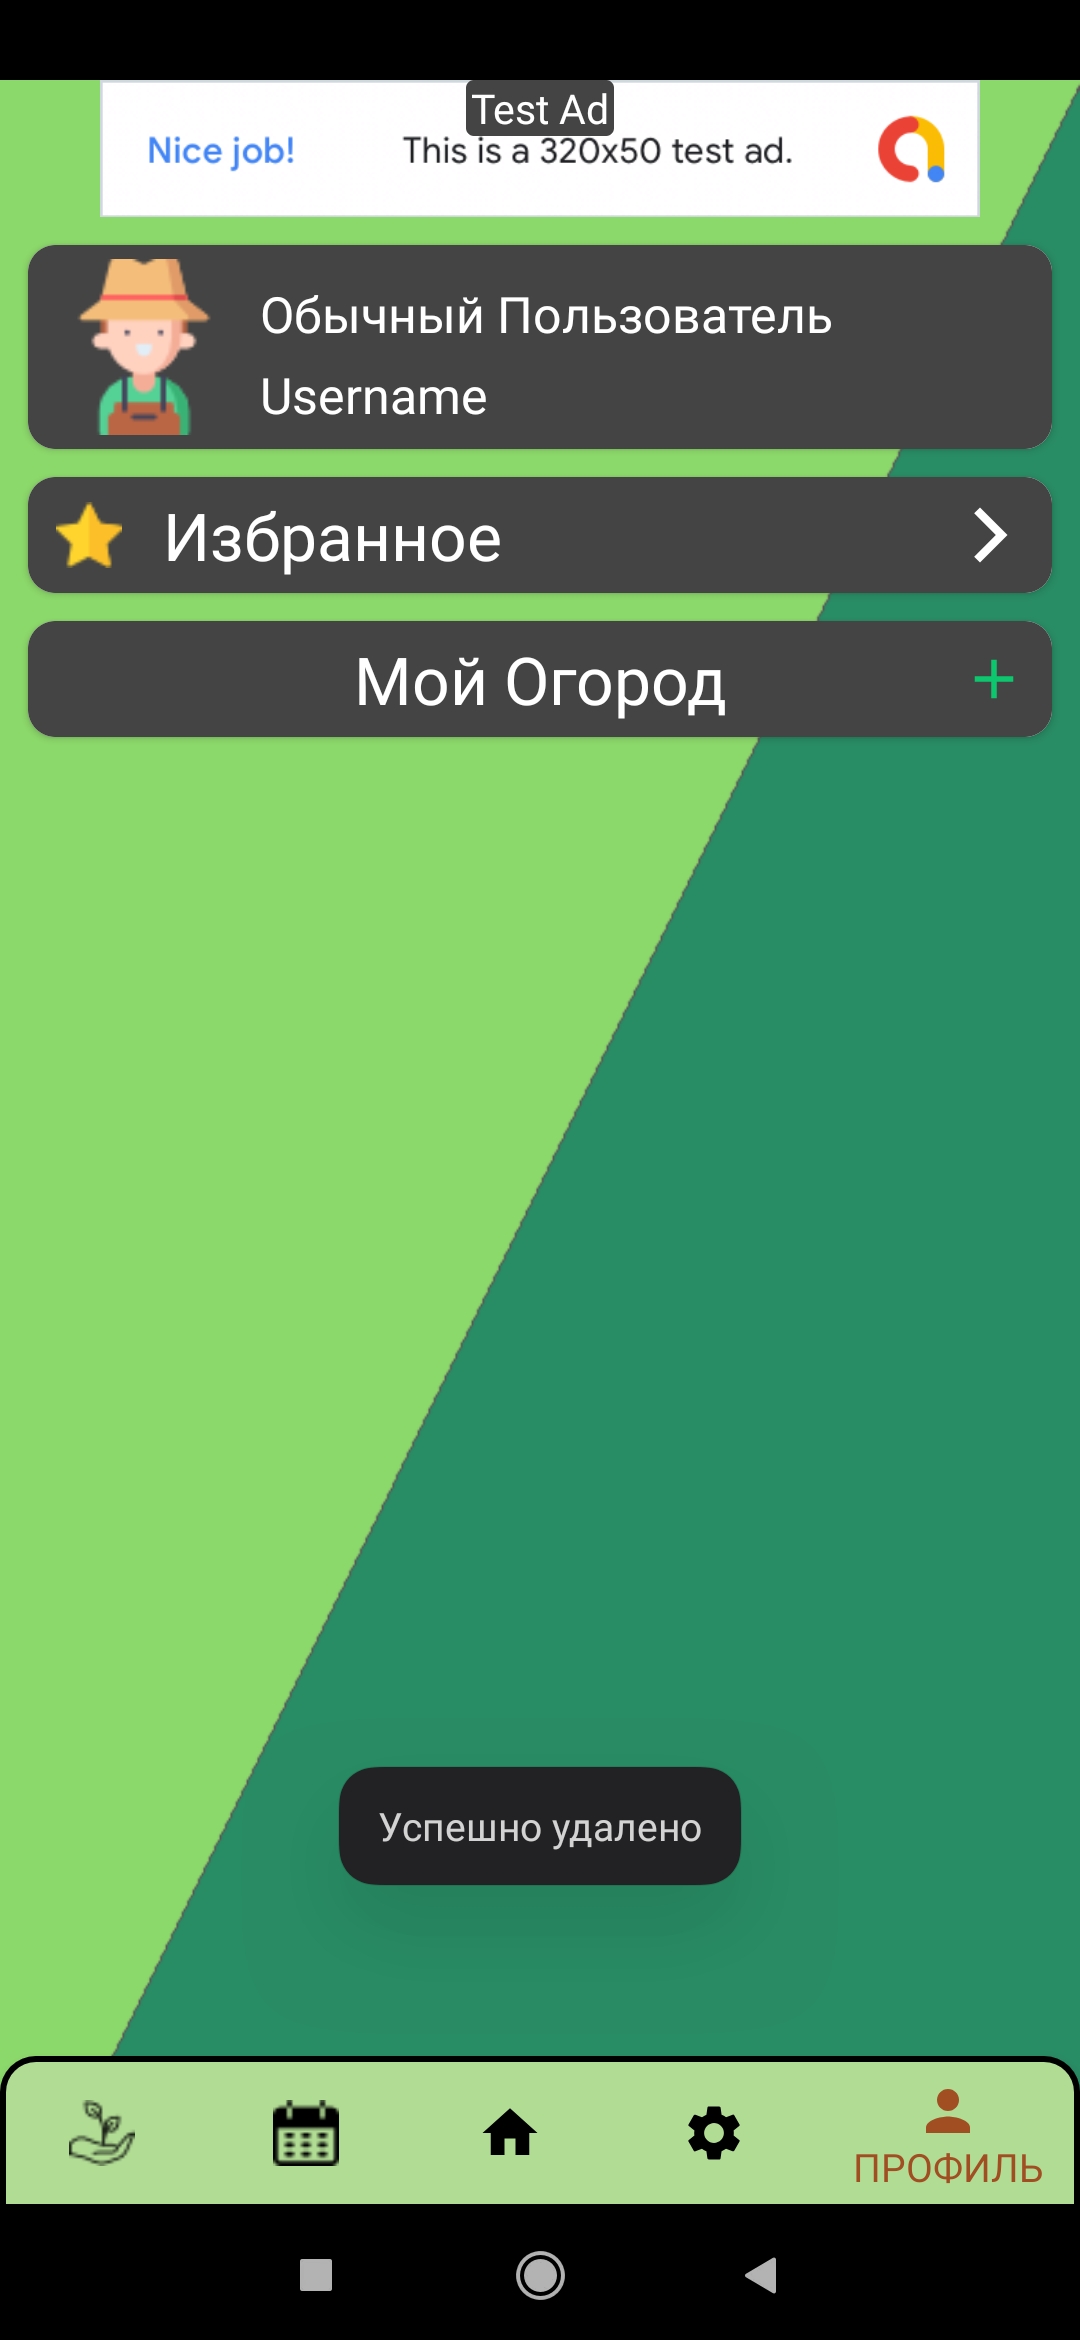 Test Ad
Nice job! This is a 320x50 test ad.
Обычный Пользователь
Username
Избранное
Мой Огород
Успешно удалено
ПРОФИЛЬ